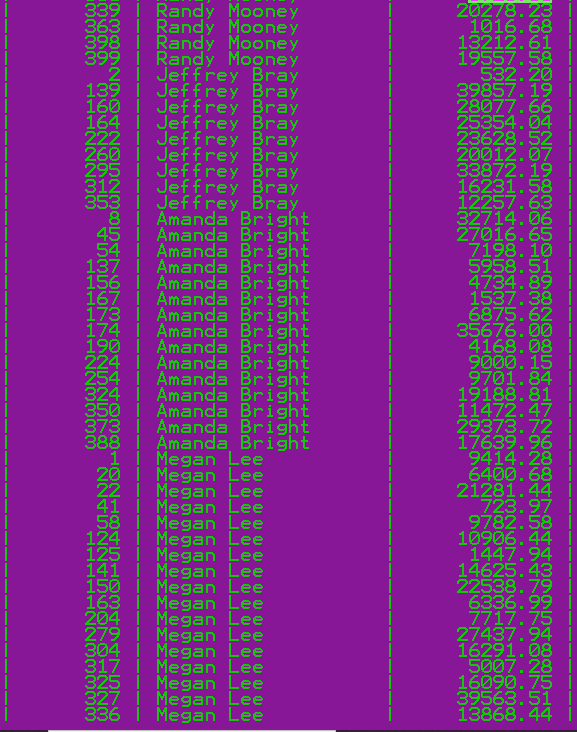 | 339 | Randy Mooney | 20278.23 |
| 363 | Randy Mooney | 1016.68 |
| 398 | Randy Mooney | 13212.61 |
| 399 | Randy Mooney | 19557.58 |
| 2 | Jeffrey Bray | 532.20 |
| 139 | Jeffrey Bray | 39857.19 |
| 160 | Jeffrey Bray | 28077.66 |
| 164 | Jeffrey Bray | 25354.04 |
| 222 | Jeffrey Bray | 23628.52 |
| 260 | Jeffrey Bray | 20012.07 |
| 295 | Jeffrey Bray | 33872.19 |
| 312 | Jeffrey Bray | 16231.58 |
| 353 | Jeffrey Bray | 12257.63 |
| 8 | Amanda Bright | 32714.06 |
| 45 | Amanda Bright | 27016.65 |
| 54 | Amanda Bright | 7198.10 |
| 137 | Amanda Bright | 5958.51 |
| 156 | Amanda Bright | 4734.89 |
| 167 | Amanda Bright | 1537.38 |
| 173 | Amanda Bright | 6875.62 |
| 174 | Amanda Bright | 35676.00 |
| 190 | Amanda Bright | 4168.08 |
| 224 | Amanda Bright | 9000.15 |
| 254 | Amanda Bright | 9701.84 |
| 324 | Amanda Bright | 19188.81 |
| 350 | Amanda Bright | 11472.47 |
| 373 | Amanda Bright | 29373.72 |
| 388 | Amanda Bright | 17639.96 |
| 1 | Megan Lee | 9414.28 |
| 20 | Megan Lee | 6400.68 |
| 22 | Megan Lee | 21281.44 |
| 41 | Megan Lee | 723.97 |
| 58 | Megan Lee | 9782.58 |
| 124 | Megan Lee | 10906.44 |
| 125 | Megan Lee | 1447.94 |
| 141 | Megan Lee | 14625.43 |
| 150 | Megan Lee | 22538.79 |
| 163 | Megan Lee | 6336.99 |
| 204 | Megan Lee | 7717.75 |
| 279 | Megan Lee | 27437.94 |
| 304 | Megan Lee | 16291.08 |
| 317 | Megan Lee | 5007.28 |
| 325 | Megan Lee | 16090.75 |
| 327 | Megan Lee | 39563.51 |
| 336 | Megan Lee | 13868.44 |